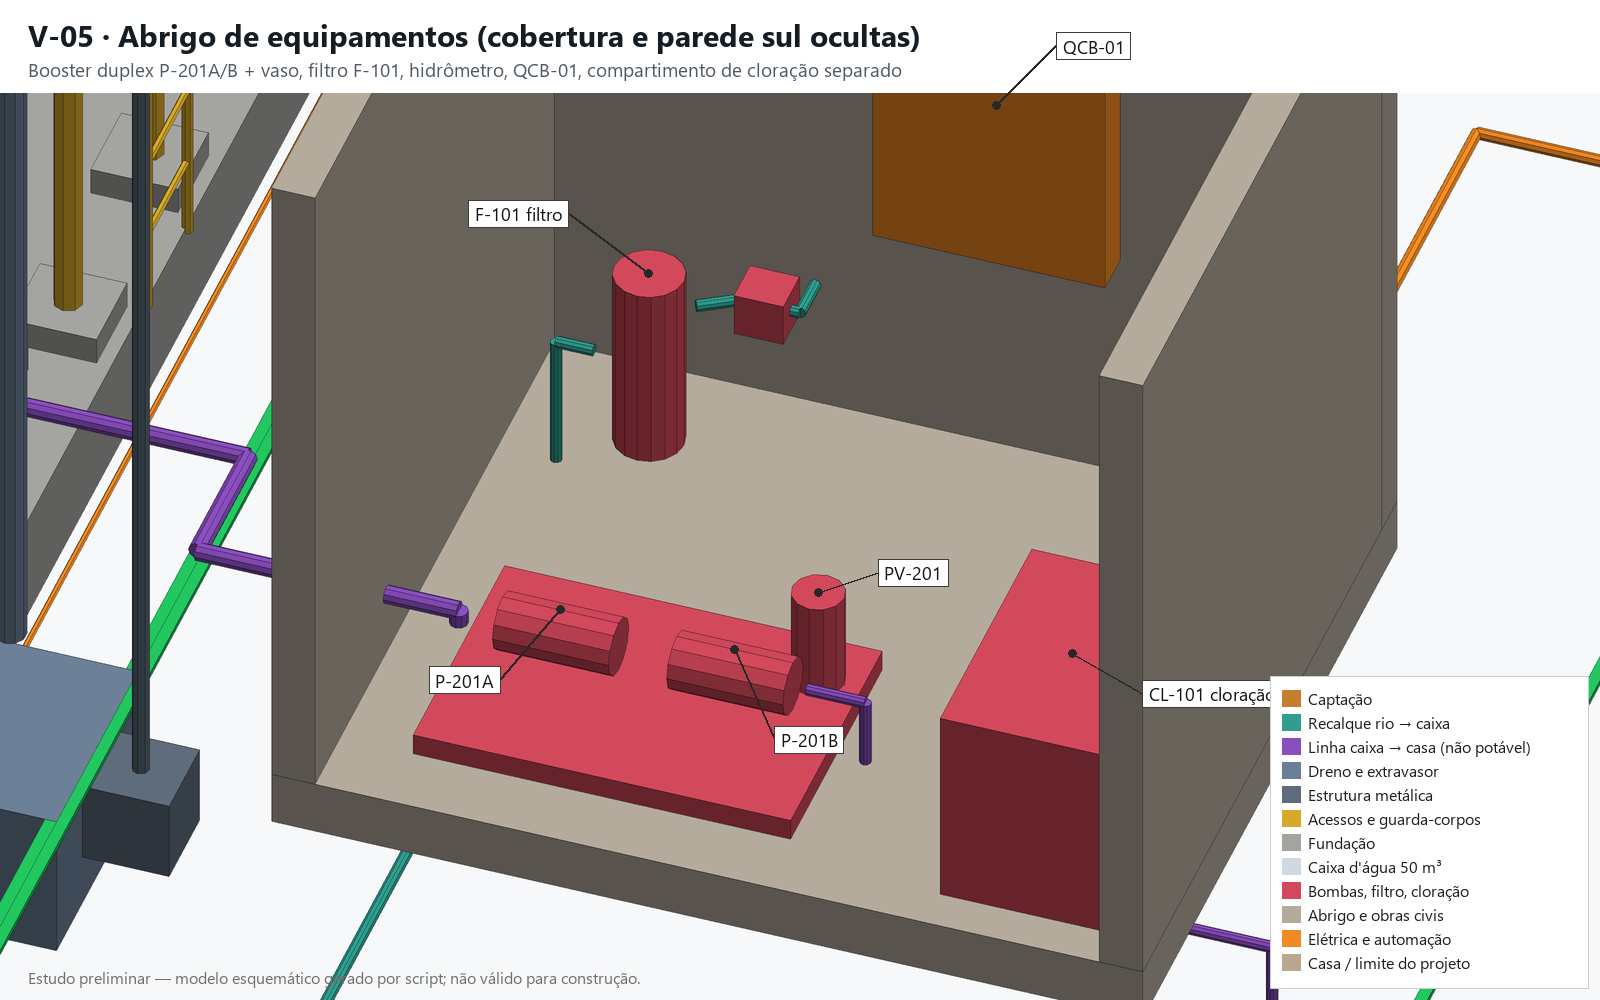 V-05 · Abrigo de equipamentos (cobertura e parede sul ocultas)
Booster duplex P-201A/B + vaso, filtro F-101, hidrômetro, QCB-01, compartimento de cloração separado
QCB-01
F-101 filtro
PV-201
P-201A
P-201B
CL-101 cloração
Captação
Recalque rio → caixa
Linha caixa → casa (não potável)
Dreno e extravasor
Estrutura metálica
Acessos e guarda-corpos
Fundação
Caixa d'água 50 m³
Bombas, filtro, cloração
Abrigo e obras civis
Elétrica e automação
Casa / limite do projeto
Estudo preliminar — modelo esquemático gerado por script; não válido para construção.